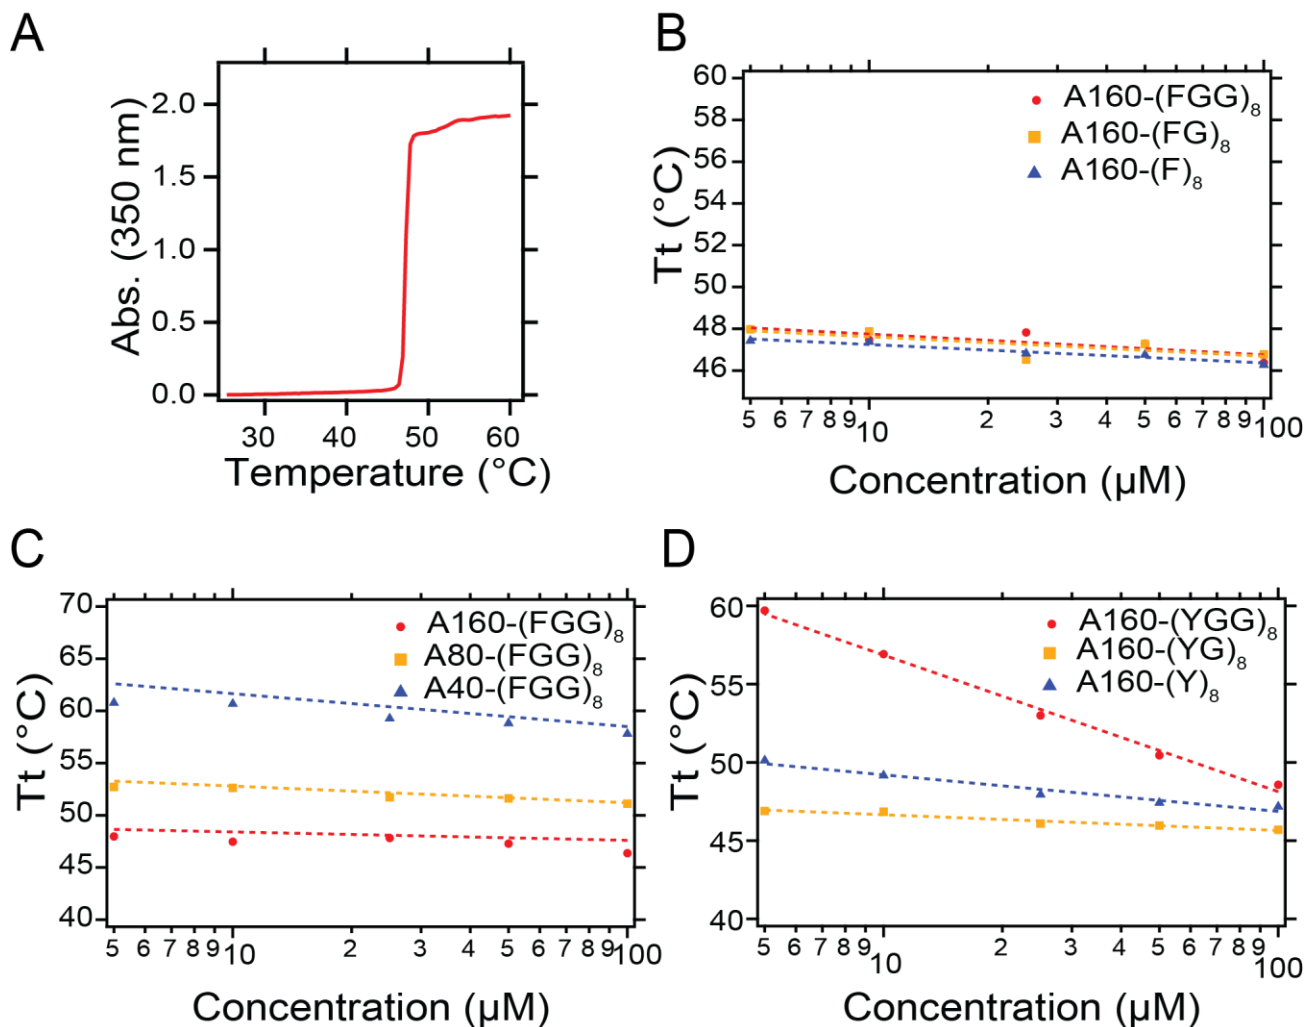 A
Abs. (350 nm)
2.0
1.5
1.0
0.5
0.0
30 40 50 60
Temperature (°C)
B
Tt (°C)
60
58
56
54
52
50
48
46
A160-(FGG)8
A160-(FG)8
A160-(F)8
5 6 7 8 9 10 2 3 4 5 6 7 8 9 100
Concentration (µM)
C
Tt (°C)
70
65
60
55
50
45
40
A160-(FGG)8
A80-(FGG)8
A40-(FGG)8
5 6 7 8 9 10 2 3 4 5 6 7 8 9 100
Concentration (µM)
D
Tt (°C)
60
55
50
45
40
A160-(YGG)8
A160-(YG)8
A160-(Y)8
5 6 7 8 9 10 2 3 4 5 6 7 8 9 100
Concentration (µM)